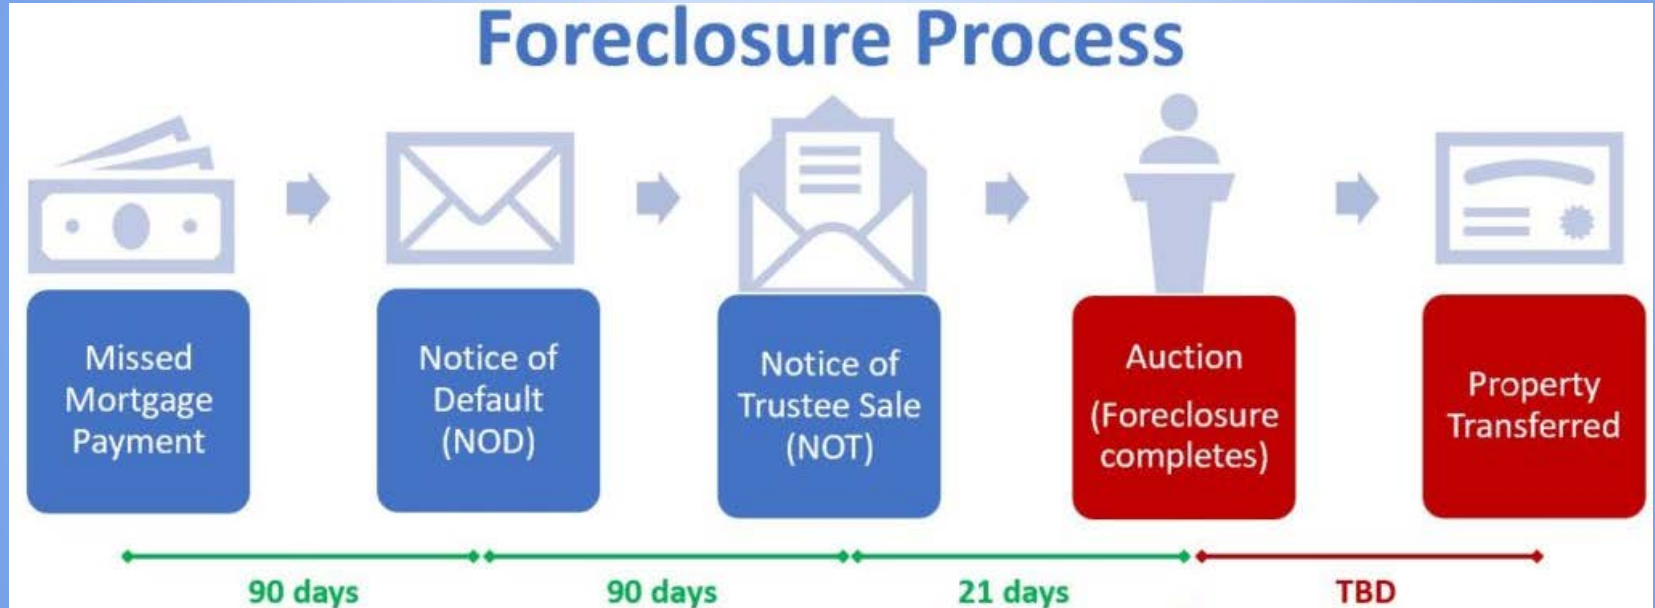 Foreclosure Process
Missed
Mortgage
Payment
Notice of
Default
(NOD)
Notice of
Trustee Sale
(NOT)
Auction
(Foreclosure
completes)
Property
Transferred
90 days
90 days
21 days
TBD